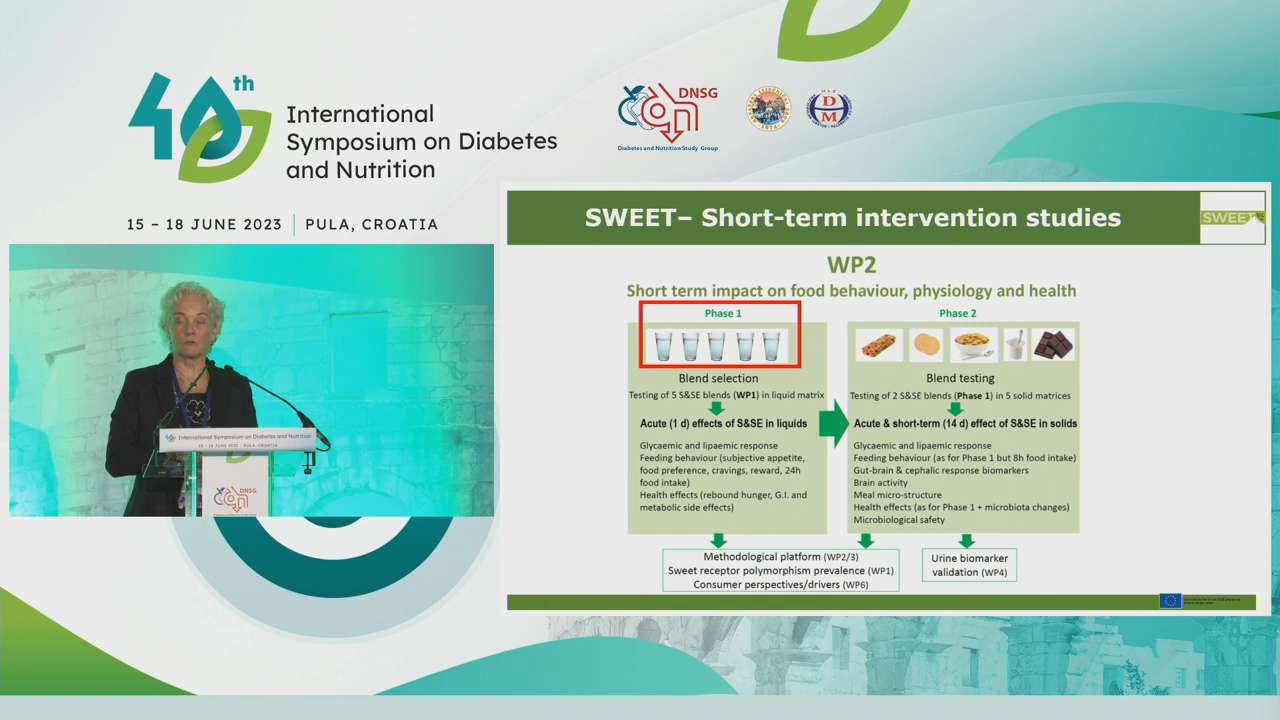 40th
International
Symposium on Diabetes
and Nutrition
15 – 18 JUNE 2023 | PULA, CROATIA
DNSG
Diabetes and Nutrition Study Group
DM
SWEET– Short-term intervention studies
SWEET
WP2
Short term impact on food behaviour, physiology and health
Phase 1
Blend selection
Testing of 5 S&SE blends (WP1) in liquid matrix
Acute (1 d) effects of S&SE in liquids
Glycaemic and lipaemic response
Feeding behaviour (subjective appetite,
food preference, cravings, reward, 24h
food intake)
Health effects (rebound hunger, G.I. and
metabolic side effects)
Phase 2
Blend testing
Testing of 2 S&SE blends (Phase 1) in 5 solid matrices
Acute & short-term (14 d) effect of S&SE in solids
Glycaemic and lipaemic response
Feeding behaviour (as for Phase 1 but 8h food intake)
Gut-brain & cephalic response biomarkers
Brain activity
Meal micro-structure
Health effects (as for Phase 1 + microbiota changes)
Microbiological safety
Methodological platform (WP2/3)
Sweet receptor polymorphism prevalence (WP1)
Consumer perspectives/drivers (WP6)
Urine biomarker
validation (WP4)
International Symposium on Diabetes and Nutrition
15 – 18 JUNE 2023 | PULA, CROATIA
DNSG